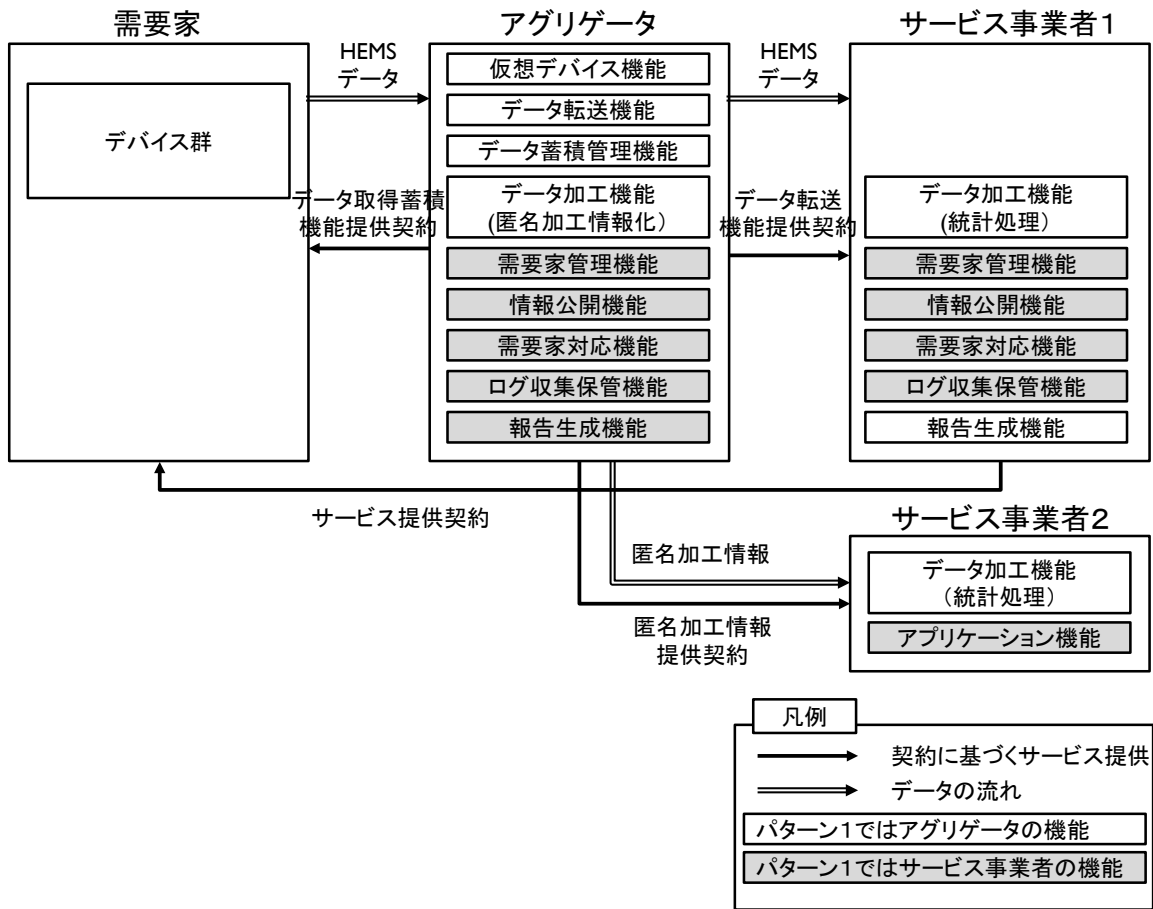 需要家
アグリゲータ
サービス事業者1
デバイス群
HEMS
データ
データ取得蓄積
機能提供契約
仮想デバイス機能
データ転送機能
データ蓄積管理機能
データ加工機能
(匿名加工情報化)
需要家管理機能
情報公開機能
需要家対応機能
ログ収集保管機能
報告生成機能
HEMS
データ
データ転送
機能提供契約
データ加工機能
(統計処理)
需要家管理機能
情報公開機能
需要家対応機能
ログ収集保管機能
報告生成機能
サービス提供契約
サービス事業者2
匿名加工情報
匿名加工情報
提供契約
データ加工機能
(統計処理)
アプリケーション機能
凡例
契約に基づくサービス提供
データの流れ
パターン1ではアグリゲータの機能
パターン1ではサービス事業者の機能